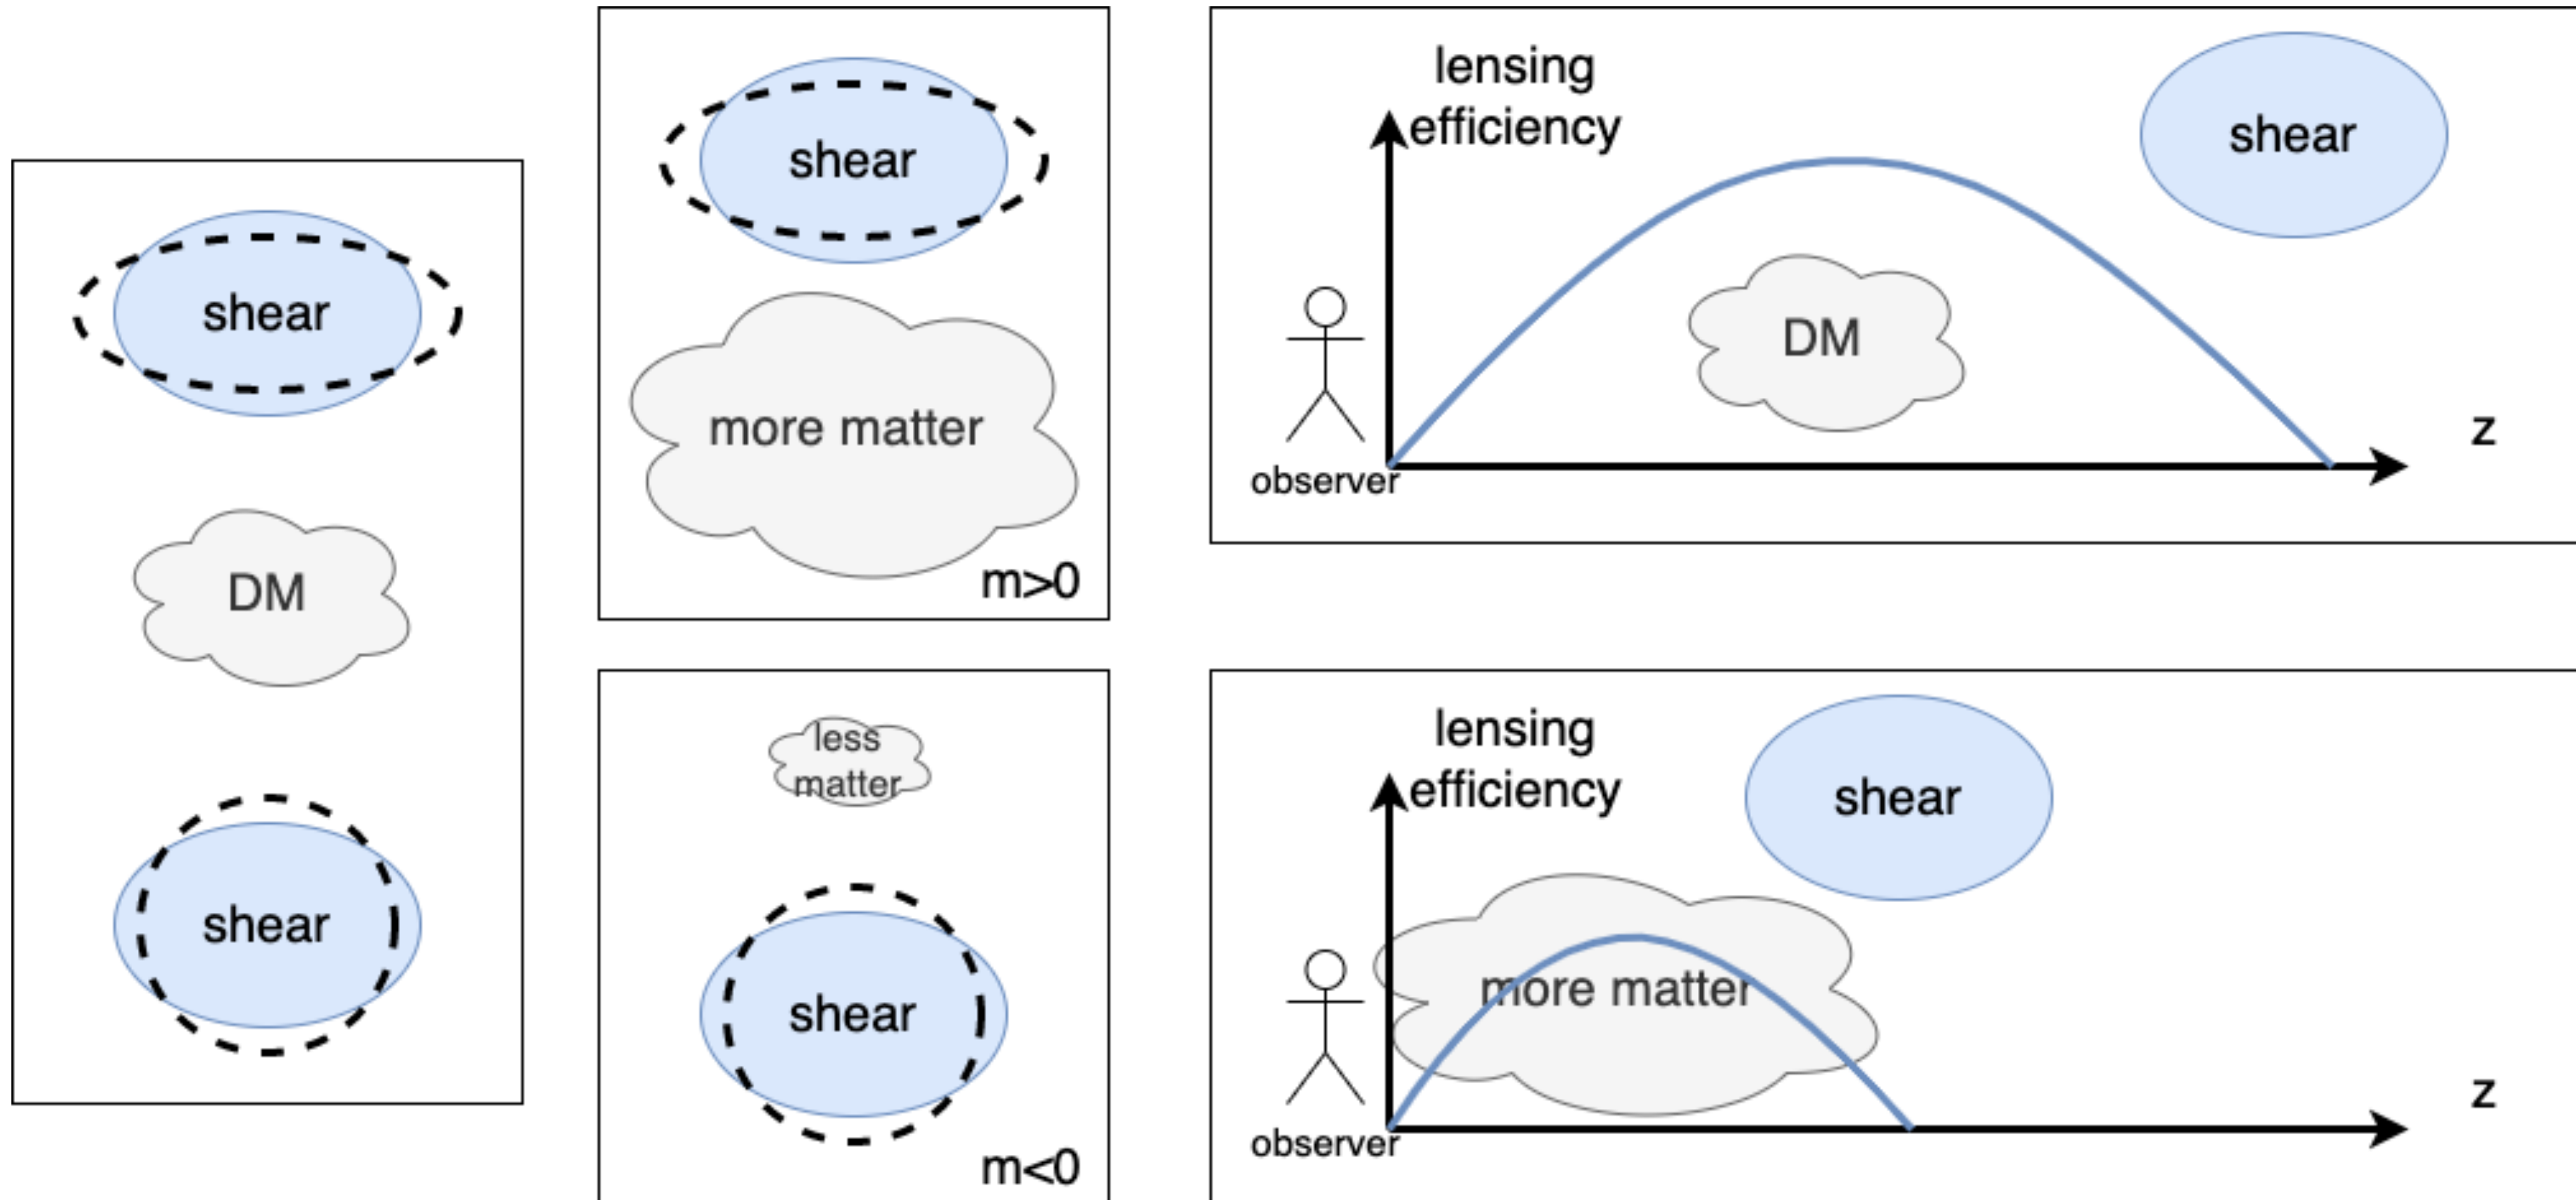 shear
DM
shear
shear
more matter
m>0
less
matter
shear
m<0
lensing
efficiency
shear
DM
z
observer
lensing
efficiency
shear
more matter
z
observer